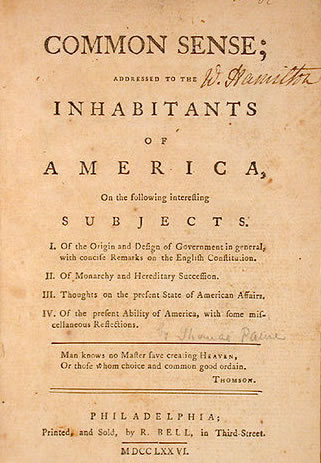 COMMON SENSE;
ADDRESSED TO THE
W. Hamilton
INHABITANTS
OF
AMERICA,
On the following interesting
SUBJECTS.
I. Of the Origin and Design of Government in general,
with concise Remarks on the English Constitution.
II. Of Monarchy and Hereditary Succession.
III. Thoughts on the present State of American Affairs.
IV. Of the present Ability of America, with some mis-
cellaneous Reflections.
by Thomas Paine
Man knows no Master save creating HEAVEN,
Or those whom choice and common good ordain.
THOMSON.
PHILADELPHIA;
Printed, and Sold, by R. BELL, in Third-Street.
MDCCLXXVI.